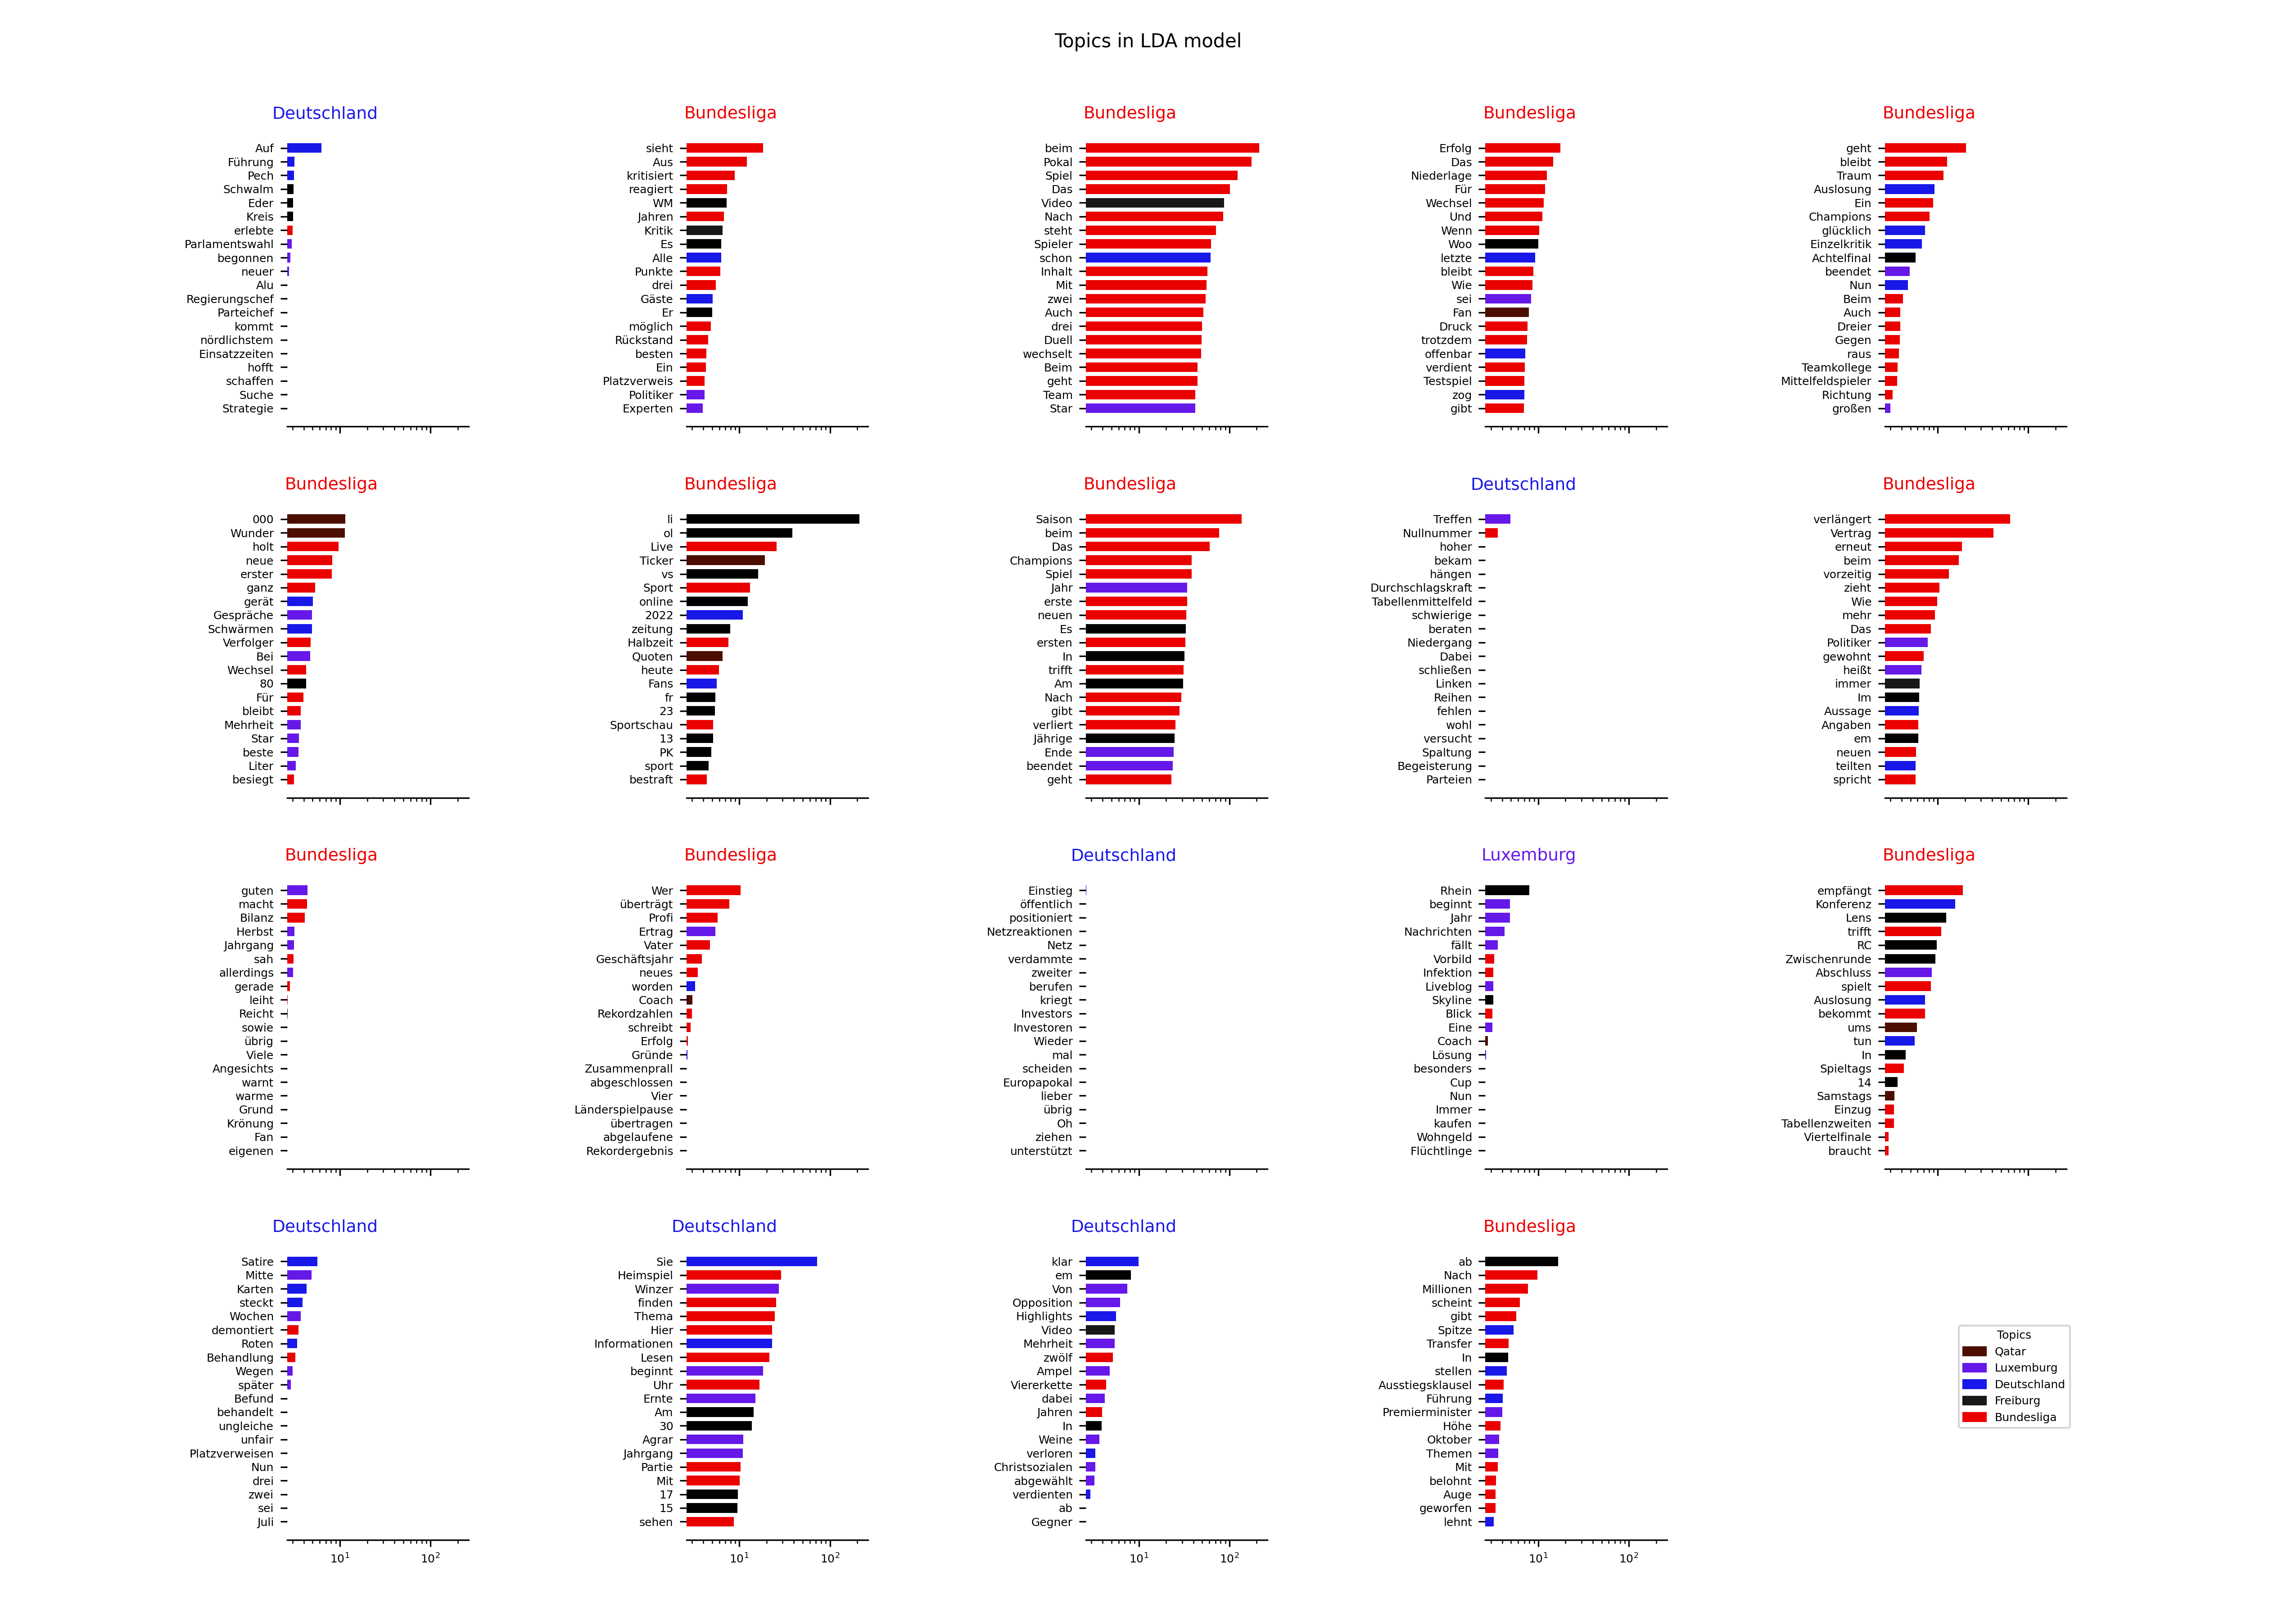 Topics in LDA model
Deutschland
Auf
Führung
Pech
Schwalm
Eder
Kreis
erlebte
Parlamentswahl
begonnen
neuer
Alu
Regierungschef
Parteichef
kommt
nördlichstem
Einsatzzeiten
hofft
schaffen
Suche
Strategie
Bundesliga
sieht
Aus
kritisiert
reagiert
WM
Jahren
Kritik
Es
Alle
Punkte
drei
Gäste
Er
möglich
Rückstand
besten
Ein
Platzverweis
Politiker
Experten
Bundesliga
beim
Pokal
Spiel
Das
Video
Nach
steht
Spieler
schon
Inhalt
Mit
zwei
Auch
drei
Duell
wechselt
Beim
geht
Team
Star
Bundesliga
Erfolg
Das
Niederlage
Für
Wechsel
Und
Wenn
Woo
letzte
bleibt
Wie
sei
Fan
Druck
trotzdem
offenbar
verdient
Testspiel
zog
gibt
Bundesliga
geht
bleibt
Traum
Auslosung
Ein
Champions
glücklich
Einzelkritik
Achtelfinal
beendet
Nun
Beim
Auch
Dreier
Gegen
raus
Teamkollege
Mittelfeldspieler
Richtung
großen
Bundesliga
000
Wunder
holt
neue
erster
ganz
gerät
Gespräche
Schwärmen
Verfolger
Bei
Wechsel
80
Für
bleibt
Mehrheit
Star
beste
Liter
besiegt
Bundesliga
li
ol
Live
Ticker
vs
Sport
online
2022
zeitung
Halbzeit
Quoten
heute
Fans
fr
23
Sportschau
13
PK
sport
bestraft
Bundesliga
Saison
beim
Das
Champions
Spiel
Jahr
erste
neuen
Es
ersten
In
trifft
Am
Nach
gibt
verliert
Jährige
Ende
beendet
geht
Deutschland
Treffen
Nullnummer
hoher
bekam
hängen
Durchschlagskraft
Tabellenmittelfeld
schwierige
beraten
Niedergang
Dabei
schließen
Linken
Reihen
fehlen
wohl
versucht
Spaltung
Begeisterung
Parteien
Bundesliga
verlängert
Vertrag
erneut
beim
vorzeitig
zieht
Wie
mehr
Das
Politiker
gewohnt
heißt
immer
Im
Aussage
Angaben
em
neuen
teilten
spricht
Bundesliga
guten
macht
Bilanz
Herbst
Jahrgang
sah
allerdings
gerade
leiht
Reicht
sowie
übrig
Viele
Angesichts
warnt
warme
Grund
Krönung
Fan
eigenen
Bundesliga
Wer
überträgt
Profi
Ertrag
Vater
Geschäftsjahr
neues
worden
Coach
Rekordzahlen
schreibt
Erfolg
Gründe
Zusammenprall
abgeschlossen
Vier
Länderspielpause
übertragen
abgelaufene
Rekordergebnis
Deutschland
Einstieg
öffentlich
positioniert
Netzreaktionen
Netz
verdammte
zweiter
berufen
kriegt
Investors
Investoren
Wieder
mal
scheiden
Europapokal
lieber
übrig
Oh
ziehen
unterstützt
Luxemburg
Rhein
beginnt
Jahr
Nachrichten
fällt
Vorbild
Infektion
Liveblog
Skyline
Blick
Eine
Coach
Lösung
besonders
Cup
Nun
Immer
kaufen
Wohngeld
Flüchtlinge
Bundesliga
empfängt
Konferenz
Lens
trifft
RC
Zwischenrunde
Abschluss
spielt
Auslosung
bekommt
ums
tun
In
Spieltags
14
Samstags
Einzug
Tabellenzweiten
Viertelfinale
braucht
Deutschland
Satire
Mitte
Karten
steckt
Wochen
demontiert
Roten
Behandlung
Wegen
später
Befund
behandelt
ungleiche
unfair
Platzverweisen
Nun
drei
zwei
sei
Juli
10¹ 10²
Deutschland
Sie
Heimspiel
Winzer
finden
Thema
Hier
Informationen
Lesen
beginnt
Uhr
Ernte
Am
30
Agrar
Jahrgang
Partie
Mit
17
15
sehen
10¹ 10²
Deutschland
klar
em
Von
Opposition
Highlights
Video
Mehrheit
zwölf
Ampel
Viererkette
dabei
Jahren
In
Weine
verloren
Christsozialen
abgewählt
verdienten
ab
Gegner
10¹ 10²
Bundesliga
ab
Nach
Millionen
scheint
gibt
Spitze
Transfer
In
stellen
Ausstiegsklausel
Führung
Premierminister
Höhe
Oktober
Themen
Mit
belohnt
Auge
geworfen
lehnt
10¹ 10²
Topics
Qatar
Luxemburg
Deutschland
Freiburg
Bundesliga